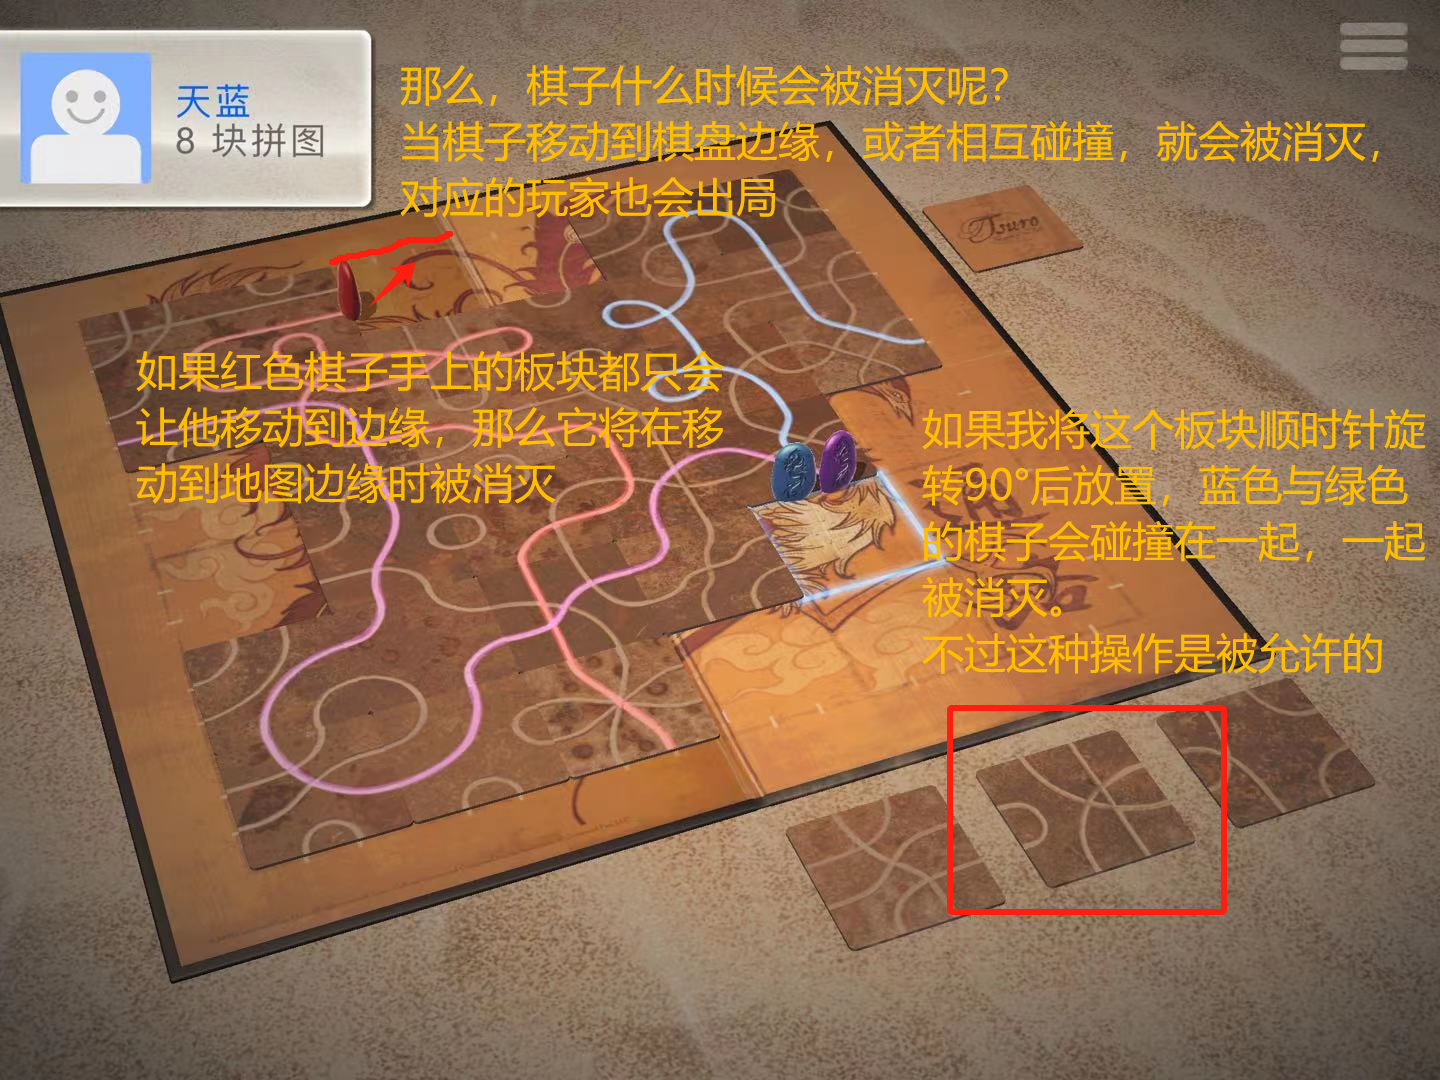 天蓝
8 块拼图
那么，棋子什么时候会被消灭呢？
当棋子移动到棋盘边缘，或者相互碰撞，就会被消灭，
对应的玩家也会出局
Tsuro
如果红色棋子手上的板块都只会
让他移动到边缘，那么它将在移
动到地图边缘时被消灭
如果我将这个板块顺时针旋
转90°后放置，蓝色与绿色
的棋子会碰撞在一起，一起
被消灭。
不过这种操作是被允许的